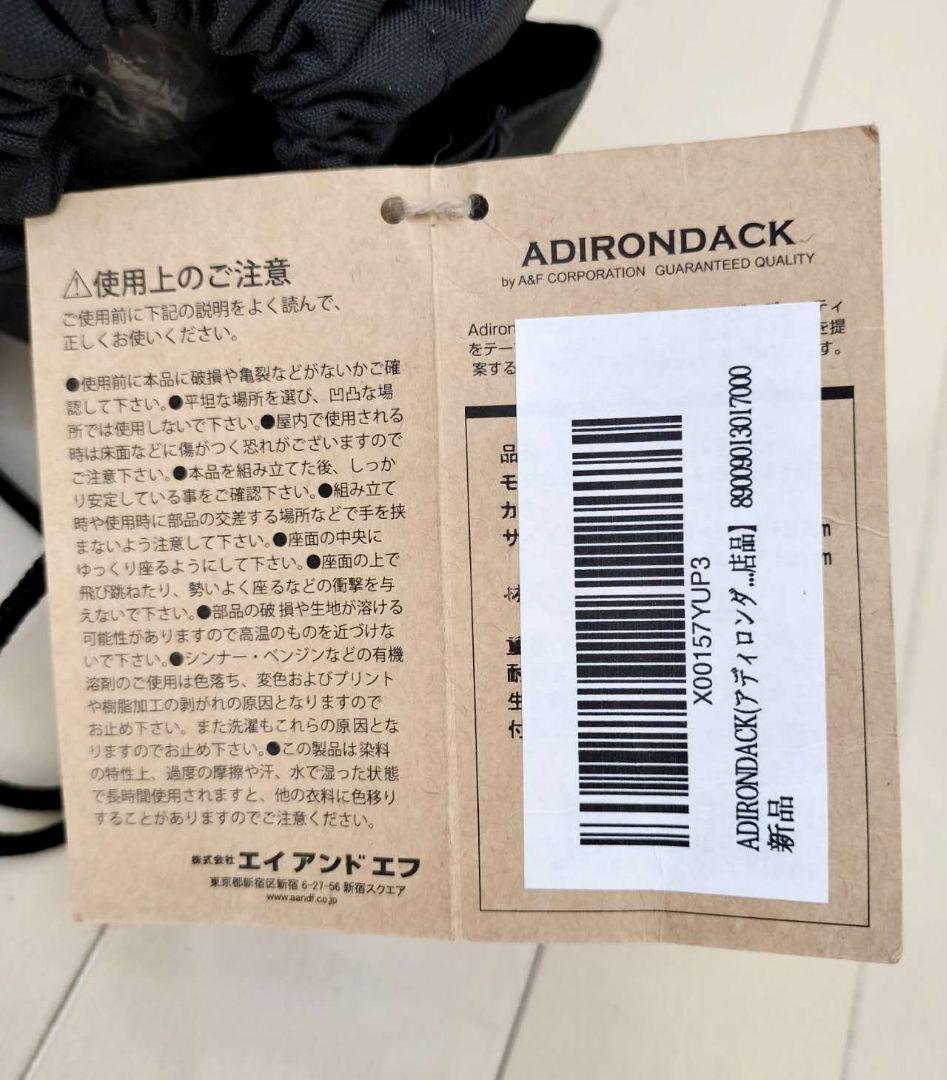 ⚠使用上のご注意
ご使用前に下記の説明をよく読んで、
正しくお使いください。
●使用前に本品に破損や亀裂などがないかご確
認して下さい。●平坦な場所を選び、凹凸な場
所では使用しないで下さい。●屋内で使用される
時は床面などに傷がつく恐れがございますので
ご注意下さい。●本品を組み立てた後、しっか
り安定している事をご確認下さい。●組み立て
時や使用時に部品の交差する場所などで手を挟
まないよう注意して下さい。●座面の中央に
ゆっくり座るようにして下さい。●座面の上で
飛び跳ねたり、勢いよく座るなどの衝撃を与
えないで下さい。●部品の破損や生地が溶ける
可能性がありますので高温のものを近づけな
いで下さい。●シンナー・ベンジンなどの有機
溶剤のご使用は色落ち、変色およびプリント
や樹脂加工の剥がれの原因となりますので
お止め下さい。また洗濯もこれらの原因とな
りますのでお止め下さい。●この製品は染料
の特性上、過度の摩擦や汗、水で湿った状態
で長時間使用されますと、他の衣料に色移り
することがありますのでご注意ください。
株式会社 エイ アンド エフ
東京都新宿区新宿 6-27-56 新宿スクエア
www.aandf.co.jp
ADIRONDACK
by A&F CORPORATION GUARANTEED QUALITY
Adiron ティ
をテー を提
案する す。
品
モ
カ
サ m
m
重
耐
生
付
X00157YUP3
ADIRONDACK(アディロンダ...店品】 89009013017000
新品